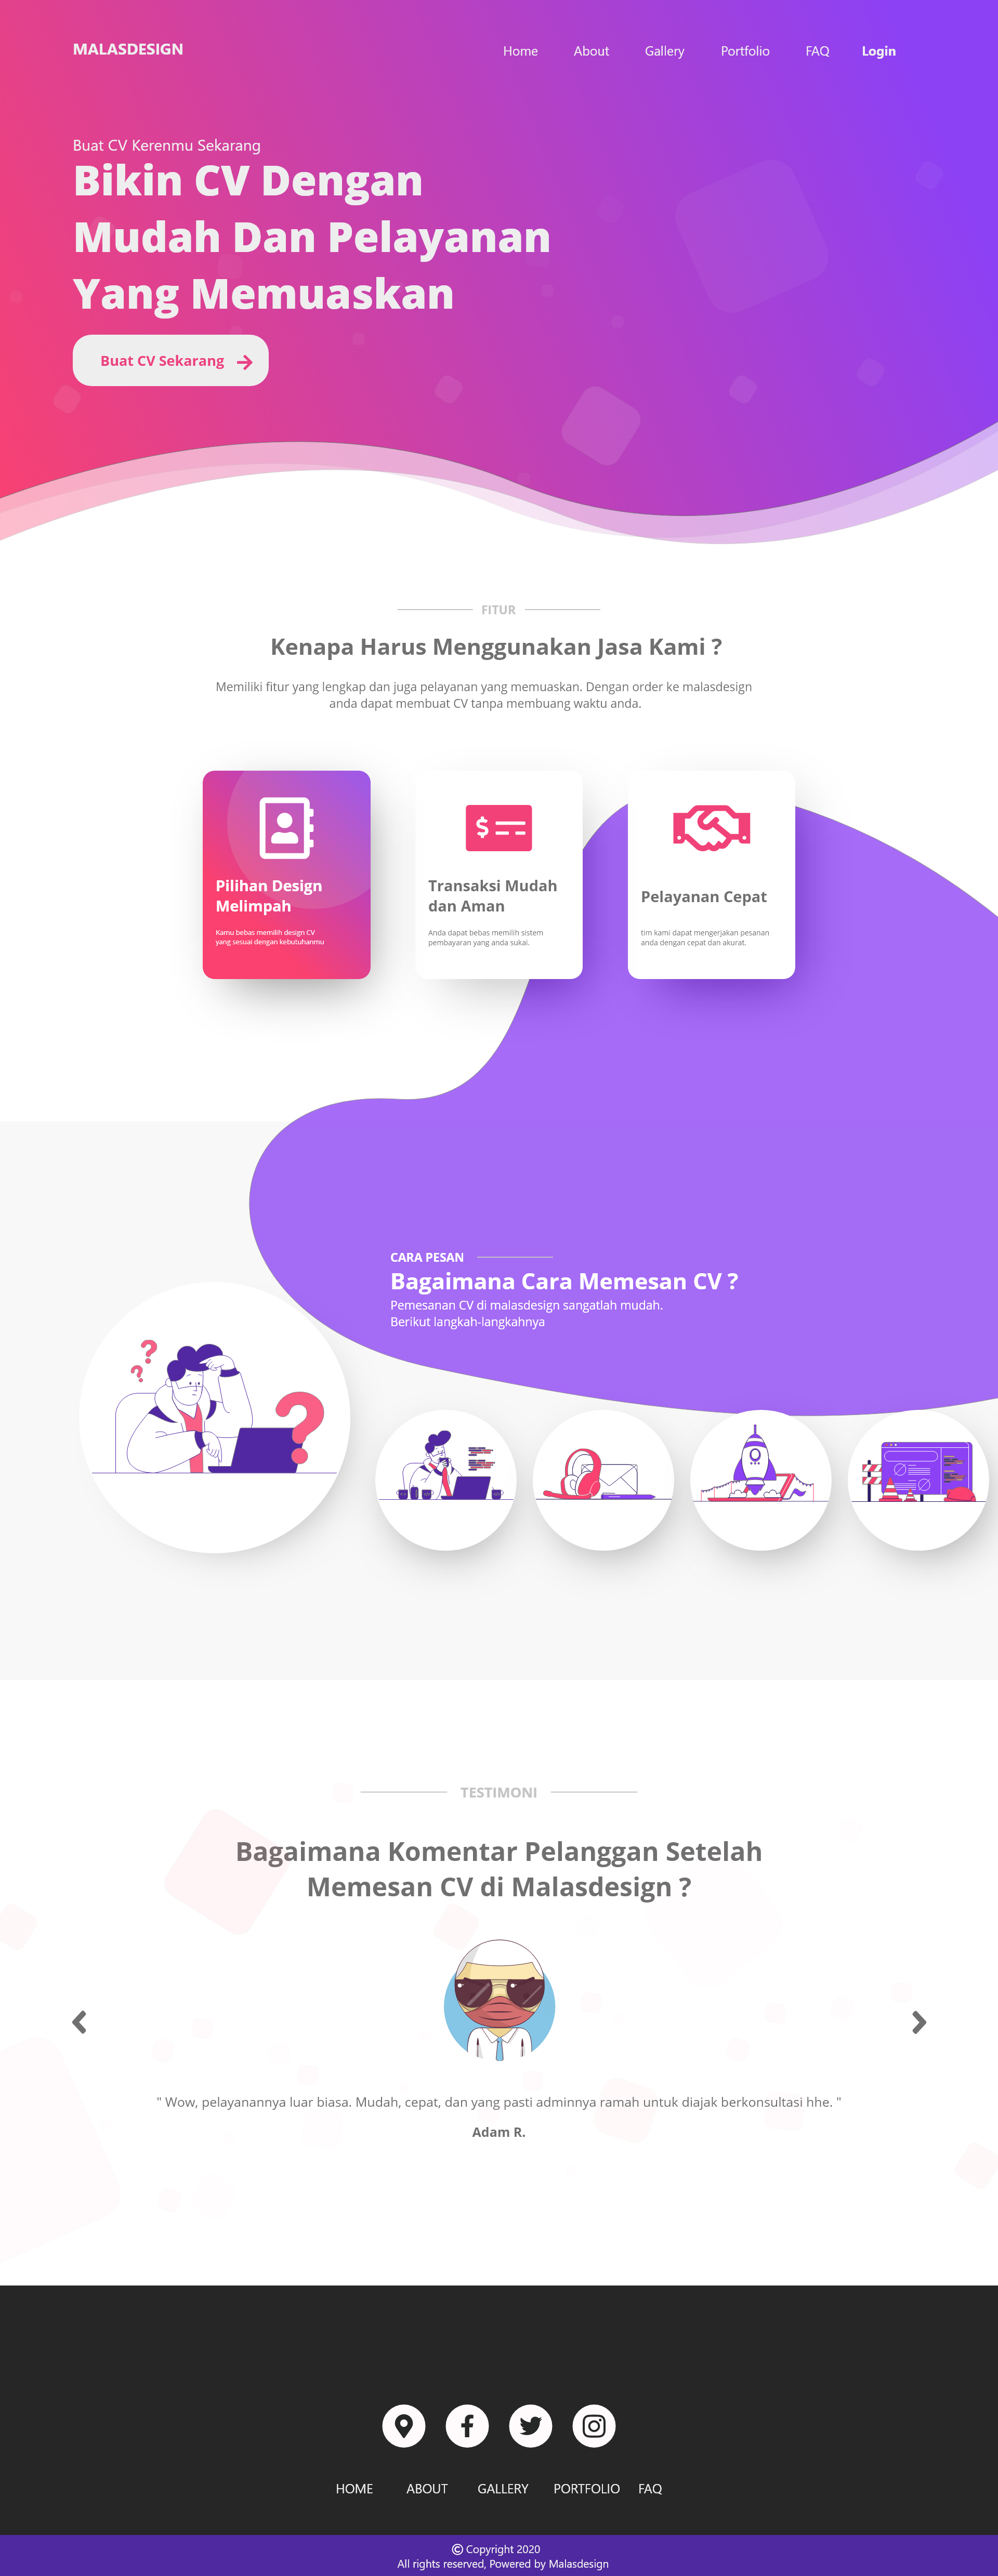 MALASDESIGN
Home About Gallery Portfolio FAQ Login
Buat CV Kerenmu Sekarang
Bikin CV Dengan
Mudah Dan Pelayanan
Yang Memuaskan
Buat CV Sekarang
FITUR
Kenapa Harus Menggunakan Jasa Kami ?
Memiliki fitur yang lengkap dan juga pelayanan yang memuaskan. Dengan order ke malasdesign
anda dapat membuat CV tanpa membuang waktu anda.
Pilihan Design
Melimpah
Kamu bebas memilih design CV
yang sesuai dengan kebutuhanmu
Transaksi Mudah
dan Aman
Anda dapat bebas memilih sistem
pembayaran yang anda sukai.
Pelayanan Cepat
tim kami dapat mengerjakan pesanan
anda dengan cepat dan akurat.
CARA PESAN
Bagaimana Cara Memesan CV ?
Pemesanan CV di malasdesign sangatlah mudah.
Berikut langkah-langkahnya
TESTIMONI
Bagaimana Komentar Pelanggan Setelah
Memesan CV di Malasdesign ?
" Wow, pelayanannya luar biasa. Mudah, cepat, dan yang pasti adminnya ramah untuk diajak berkonsultasi hhe. "
Adam R.
HOME ABOUT GALLERY PORTFOLIO FAQ
© Copyright 2020
All rights reserved, Powered by Malasdesign